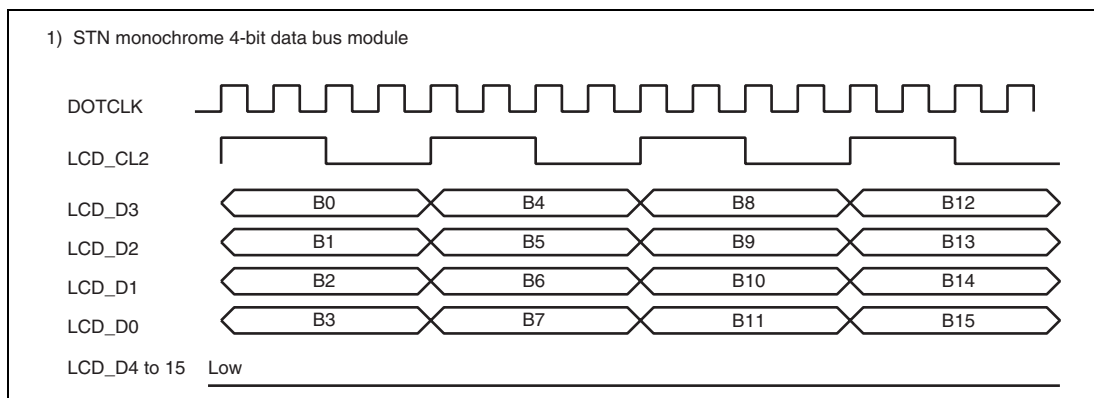 1) STN monochrome 4-bit data bus module
DOTCLK
LCD_CL2
LCD_D3 B0 B4 B8 B12
LCD_D2 B1 B5 B9 B13
LCD_D1 B2 B6 B10 B14
LCD_D0 B3 B7 B11 B15
LCD_D4 to 15 Low